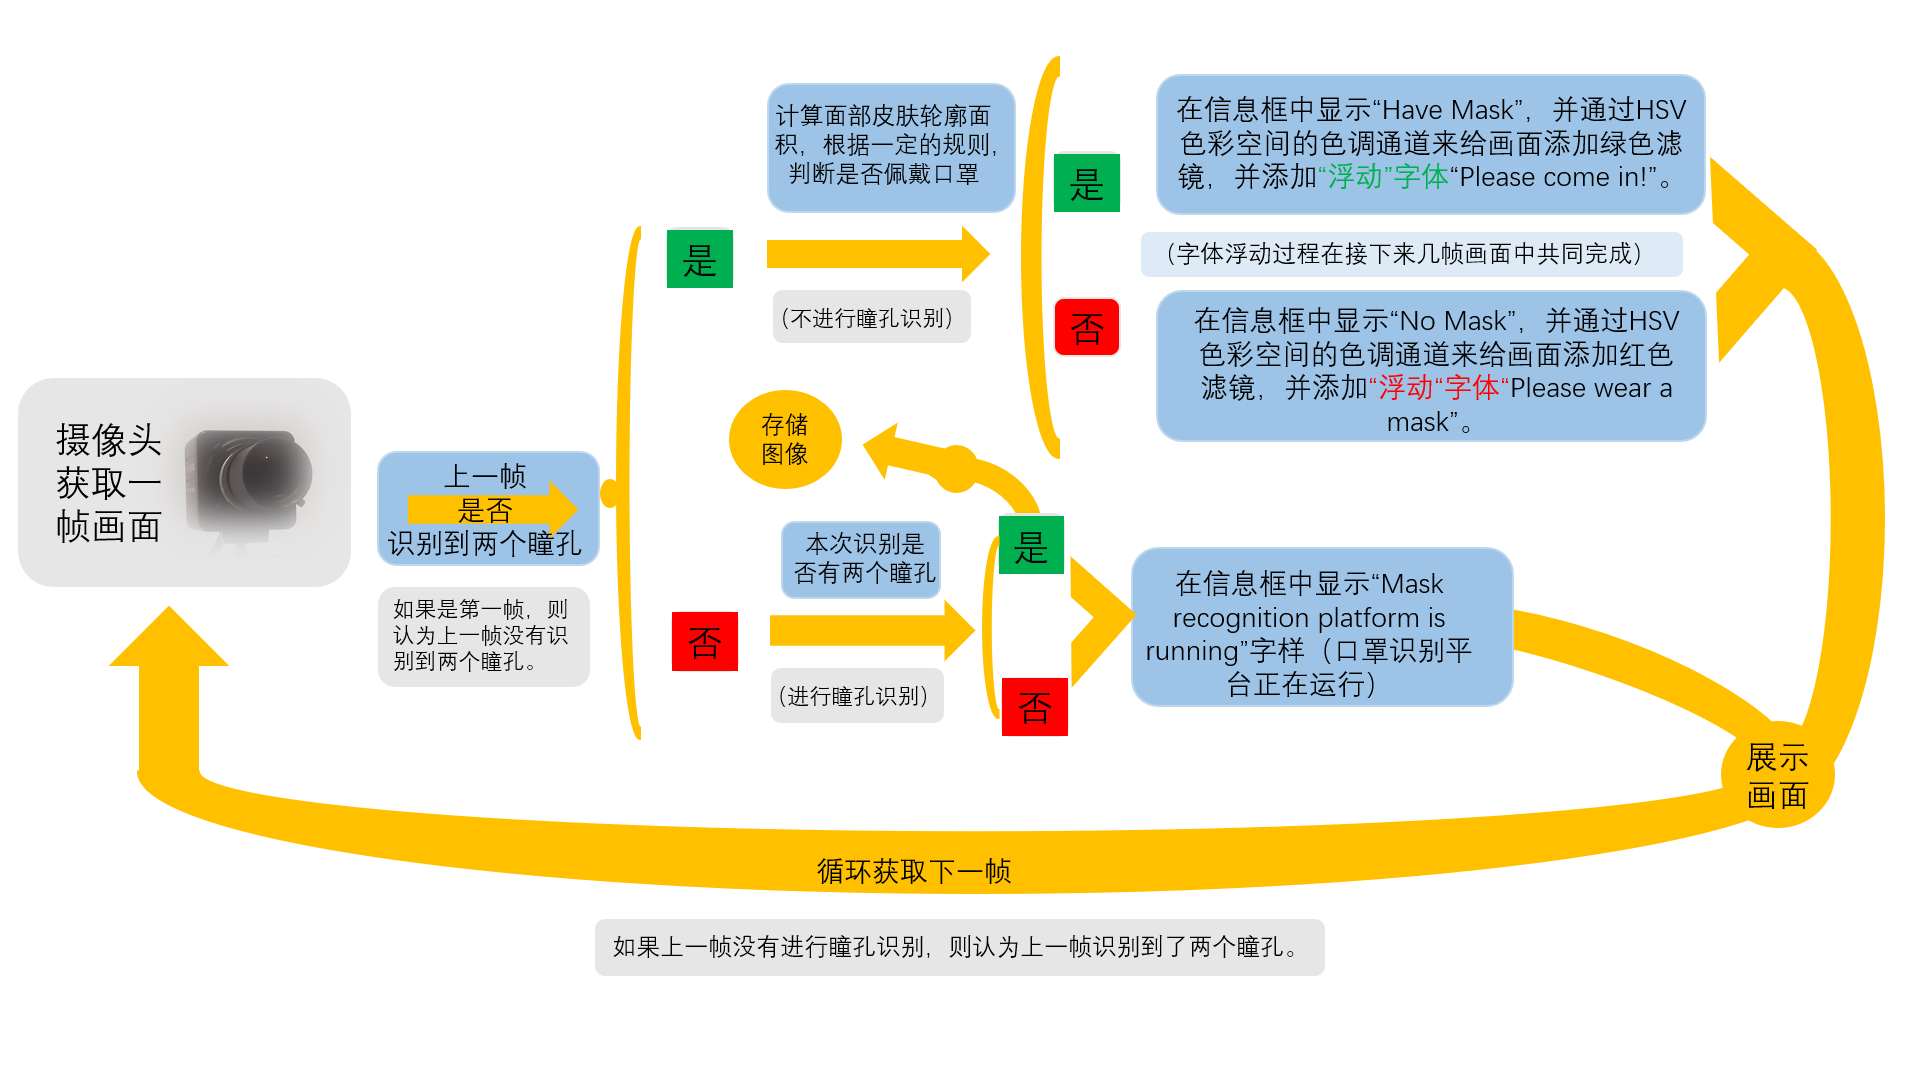 摄像头
获取一
帧画面
上一帧
是否
识别到两个瞳孔
如果是第一帧，则
认为上一帧没有识
别到两个瞳孔。
是
计算面部皮肤轮廓面
积，根据一定的规则,
判断是否佩戴口罩
（不进行瞳孔识别）
是
在信息框中显示“Have Mask”，并通过HSV
色彩空间的色调通道来给画面添加绿色滤
镜，并添加“浮动”字体“Please come in!”。
（字体浮动过程在接下来几帧画面中共同完成）
否
在信息框中显示“No Mask”，并通过HSV
色彩空间的色调通道来给画面添加红色
滤镜，并添加“浮动“字体“Please wear a
mask”。
存储
图像
否
本次识别是
否有两个瞳孔
（进行瞳孔识别）
是
否
在信息框中显示“Mask
recognition platform is
running”字样（口罩识别平
台正在运行）
展示
画面
循环获取下一帧
如果上一帧没有进行瞳孔识别，则认为上一帧识别到了两个瞳孔。